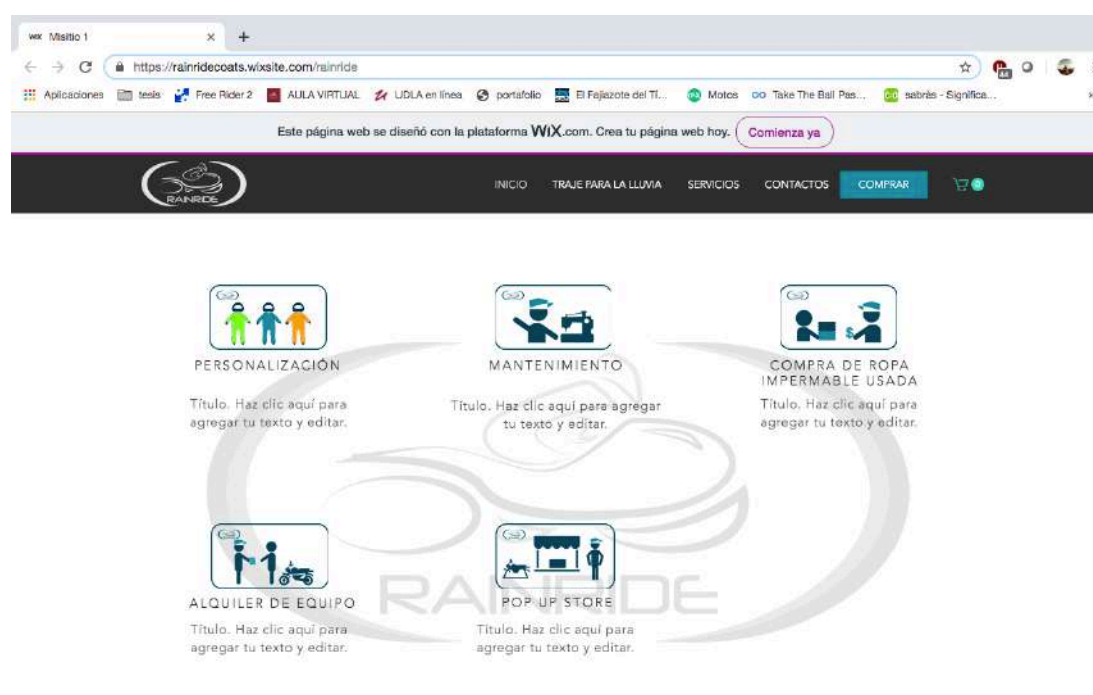 WIX Misitio 1
https://rainridecoats.wixsite.com/rainride
Aplicaciones tesis Free Rider 2 AULA VIRTUAL UDLA en línea portafolio El Fejiazote del Tí... Motos Take The Ball Pas... sabrás - Significa...
Este página web se diseñó con la plataforma WiX.com. Crea tu página web hoy. Comienza ya
RAINRIDE
INICIO TRAJE PARA LA LLUVIA SERVICIOS CONTACTOS COMPRAR 0
PERSONALIZACIÓN
Título. Haz clic aquí para
agregar tu texto y editar.
MANTENIMIENTO
Título. Haz clic aquí para agregar
tu texto y editar.
COMPRA DE ROPA
IMPERMABLE USADA
Título. Haz clic aquí para
agregar tu texto y editar.
ALQUILER DE EQUIPO
Título. Haz clic aquí para
agregar tu texto y editar.
POP UP STORE
Título. Haz clic aquí para
agregar tu texto y editar.
RAINRIDE